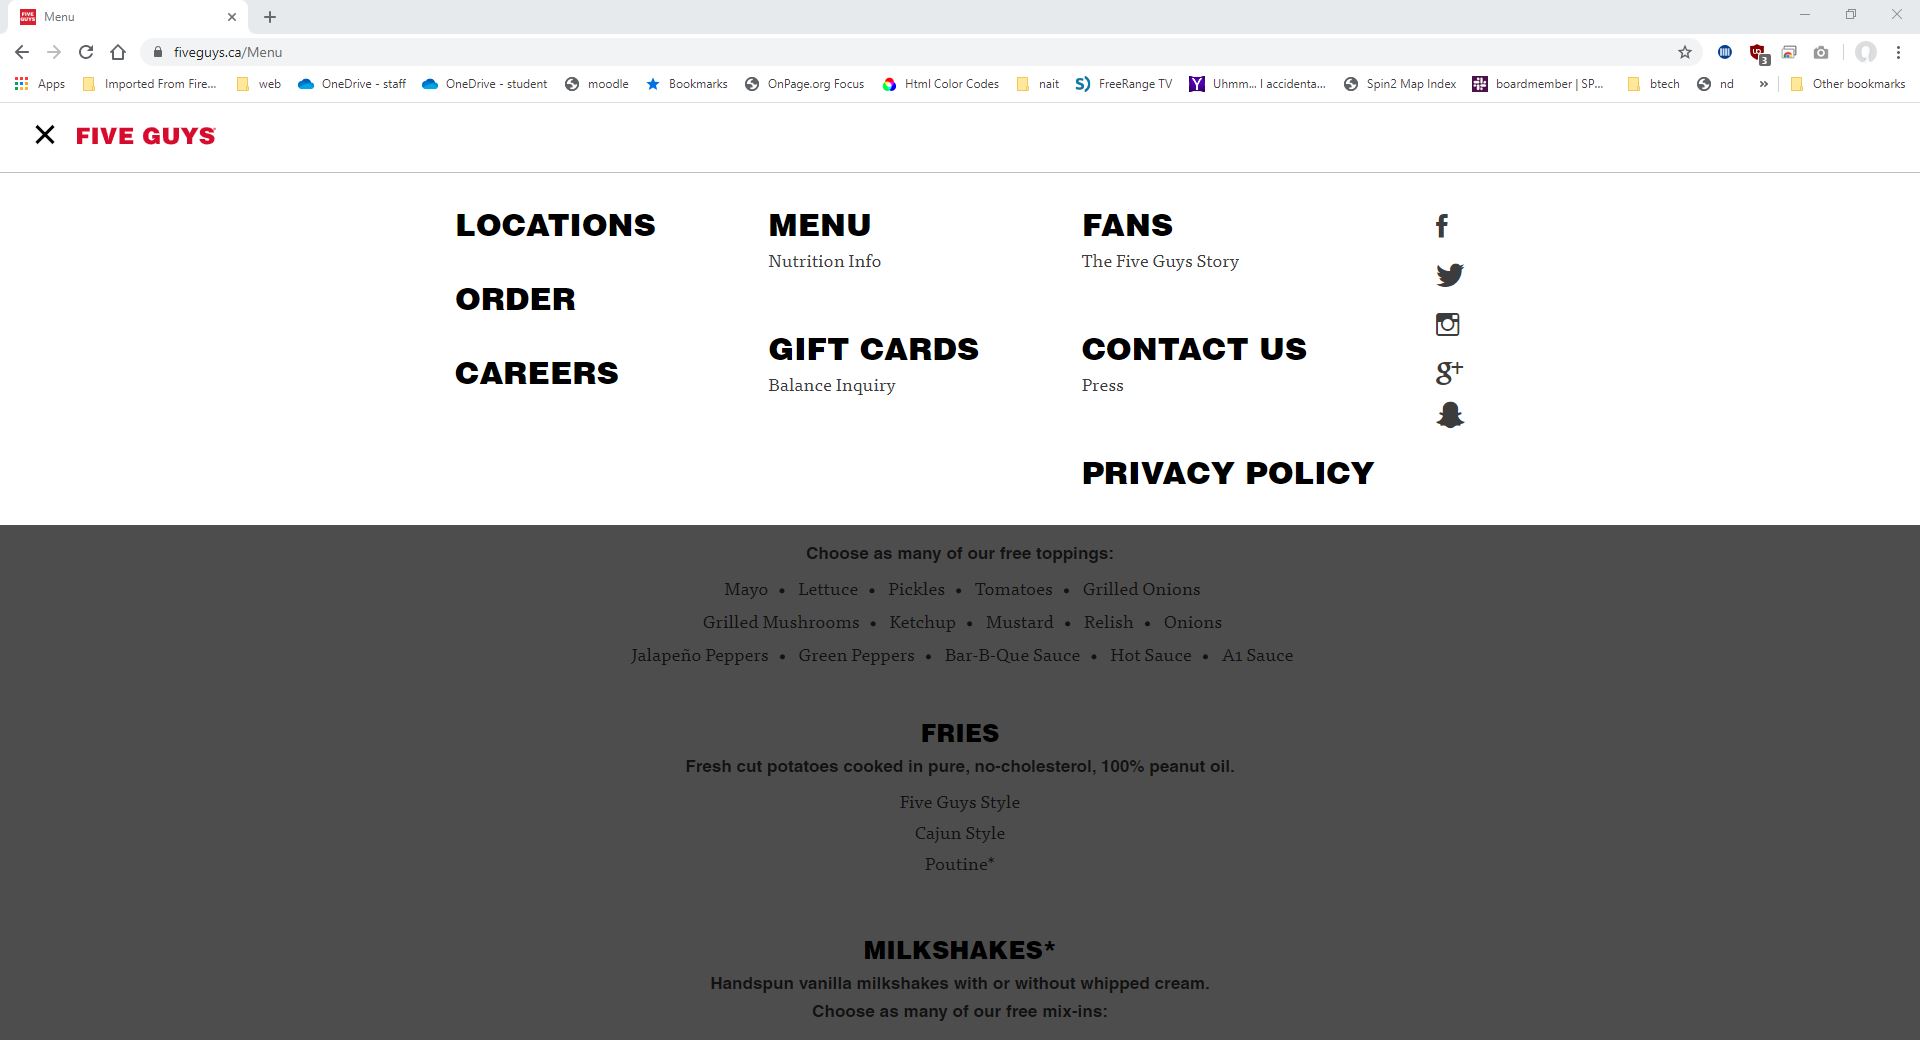 Menu
fiveguys.ca/Menu
3
Apps Imported From Fire... web OneDrive - staff OneDrive - student moodle Bookmarks OnPage.org Focus Html Color Codes nait FreeRange TV Uhmm... I accidenta... Spin2 Map Index boardmember | SP... btech nd » Other bookmarks
FIVE GUYS
LOCATIONS
ORDER
CAREERS
MENU
Nutrition Info
GIFT CARDS
Balance Inquiry
FANS
The Five Guys Story
CONTACT US
Press
PRIVACY POLICY
Choose as many of our free toppings:
Mayo • Lettuce • Pickles • Tomatoes • Grilled Onions
Grilled Mushrooms • Ketchup • Mustard • Relish • Onions
Jalapeño Peppers • Green Peppers • Bar-B-Que Sauce • Hot Sauce • A1 Sauce
FRIES
Fresh cut potatoes cooked in pure, no-cholesterol, 100% peanut oil.
Five Guys Style
Cajun Style
Poutine*
MILKSHAKES*
Handspun vanilla milkshakes with or without whipped cream.
Choose as many of our free mix-ins: